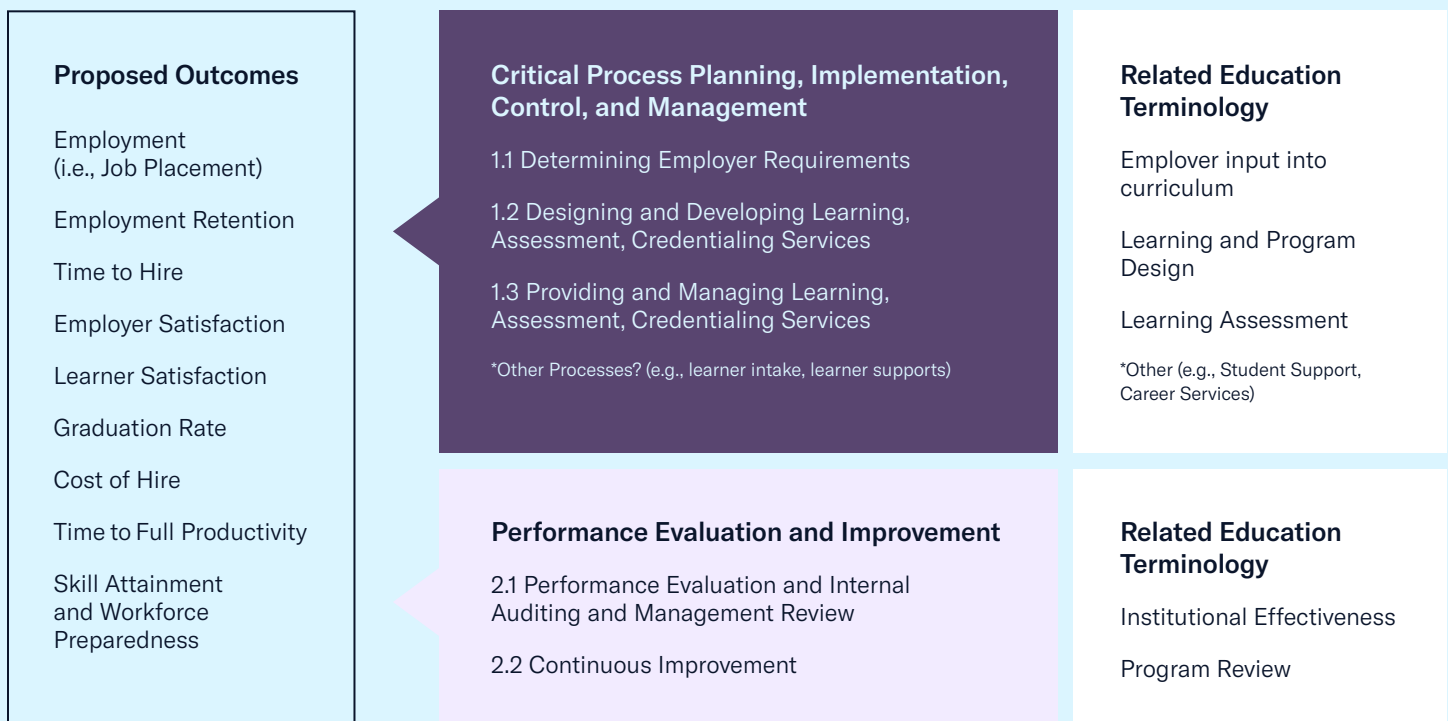 Proposed Outcomes
Employment
(i.e., Job Placement)
Employment Retention
Time to Hire
Employer Satisfaction
Learner Satisfaction
Graduation Rate
Cost of Hire
Time to Full Productivity
Skill Attainment
and Workforce
Preparedness
Critical Process Planning, Implementation,
Control, and Management
1.1 Determining Employer Requirements
1.2 Designing and Developing Learning,
Assessment, Credentialing Services
1.3 Providing and Managing Learning,
Assessment, Credentialing Services
*Other Processes? (e.g., learner intake, learner supports)
Related Education
Terminology
Emplover input into
curriculum
Learning and Program
Design
Learning Assessment
*Other (e.g., Student Support,
Career Services)
Performance Evaluation and Improvement
2.1 Performance Evaluation and Internal
Auditing and Management Review
2.2 Continuous Improvement
Related Education
Terminology
Institutional Effectiveness
Program Review